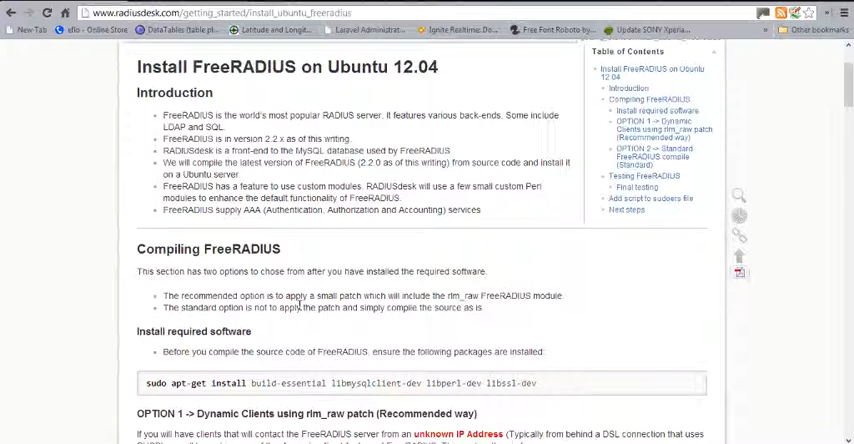 www.radiusdesk.com/getting_started/install_ubuntu_freeradius
New Tab eflo - Online Store DataTables (table pl... Latitude and Longit... Laravel Administrat... Ignite Realtime: Do... Free Font Roboto by... Update SONY Xperia... Other bookmarks
Install FreeRADIUS on Ubuntu 12.04
Introduction
FreeRADIUS is the world's most popular RADIUS server. It features various back-ends. Some include
LDAP and SQL.
FreeRADIUS is in version 2.2.x as of this writing.
RADIUSdesk is a front-end to the MySQL database used by FreeRADIUS
We will compile the latest version of FreeRADIUS (2.2.0 as of this writing) from source code and install it
on a Ubuntu server.
FreeRADIUS has a feature to use custom modules. RADIUSdesk will use a few small custom Perl
modules to enhance the default functionality of FreeRADIUS.
FreeRADIUS supply AAA (Authentication, Authorization and Accounting) services
Table of Contents
Install FreeRADIUS on Ubuntu
12.04
Introduction
Compiling FreeRADIUS
Install required software
OPTION 1 -> Dynamic
Clients using rlm_raw patch
(Recommended way)
OPTION 2 -> Standard
FreeRADIUS compile
(Standard)
Testing FreeRADIUS
Final testing
Add script to sudoers file
Next steps
Compiling FreeRADIUS
This section has two options to chose from after you have installed the required software.
The recommended option is to apply a small patch which will include the rlm_raw FreeRADIUS module.
The standard option is not to apply the patch and simply compile the source as is.
Install required software
Before you compile the source code of FreeRADIUS, ensure the following packages are installed:
sudo apt-get install build-essential libmysqlclient-dev libperl-dev libssl-dev
OPTION 1 -> Dynamic Clients using rlm_raw patch (Recommended way)
If you will have clients that will contact the FreeRADIUS server from an unknown IP Address (Typically from behind a DSL connection that uses